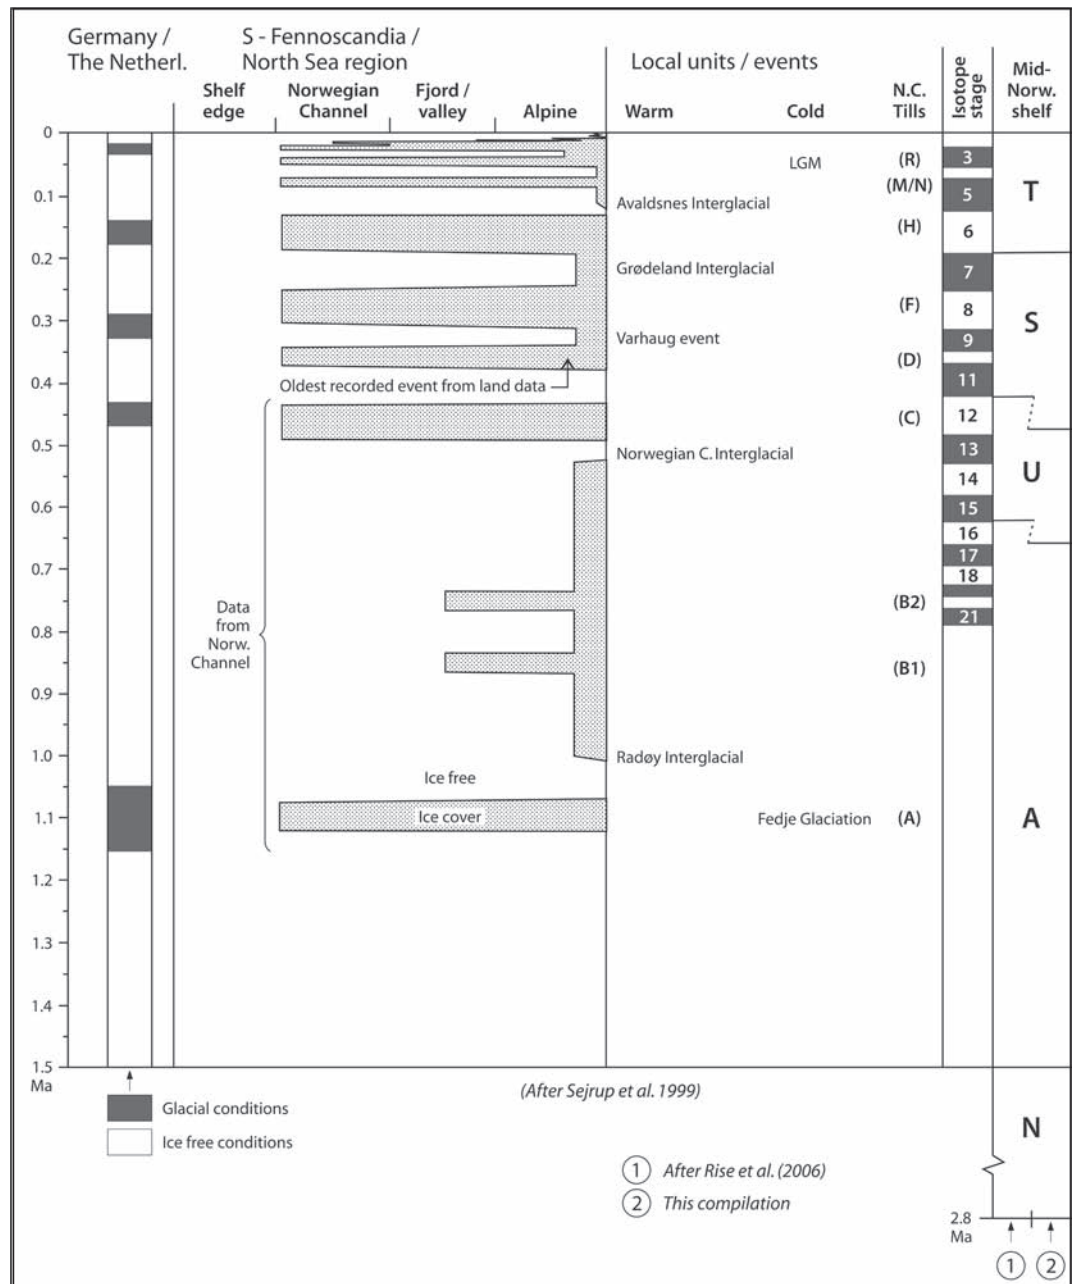 Germany /
The Netherl.
S - Fennoscandia /
North Sea region
Local units / events
Shelf
edge
Norwegian
Channel
Fjord /
valley
Alpine
Warm
Cold
N.C.
Tills
Isotope
stage
Mid-
Norw.
shelf
0
0.1
0.2
0.3
0.4
0.5
0.6
0.7
0.8
0.9
1.0
1.1
1.2
1.3
1.4
1.5
Ma
LGM
Avaldsnes Interglacial
Grødeland Interglacial
Varhaug event
Oldest recorded event from land data
Norwegian C. Interglacial
Data
from
Norw.
Channel
Radøy Interglacial
Ice free
Ice cover
Fedje Glaciation
(R)
(M/N)
(H)
(F)
(D)
(C)
(B2)
(B1)
(A)
3
5
6
7
8
9
11
12
13
14
15
16
17
18
21
T
S
U
A
N
Glacial conditions
Ice free conditions
(After Sejrup et al. 1999)
1 After Rise et al. (2006)
2 This compilation
2.8
Ma
1 2